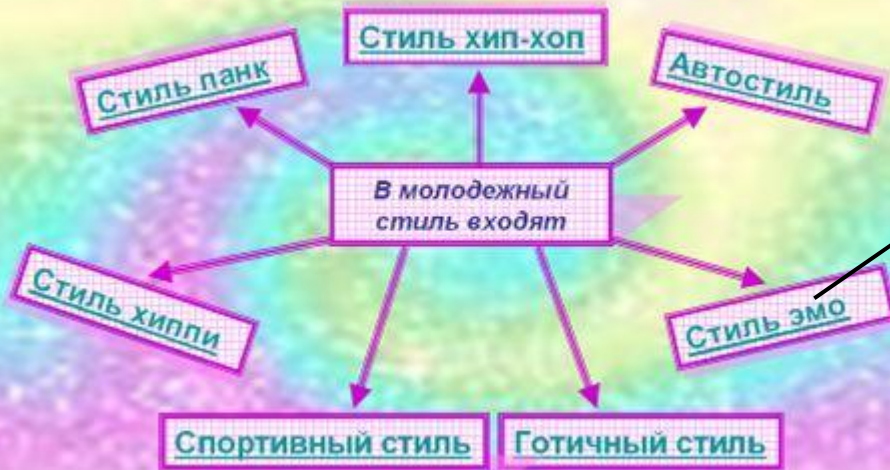 Стиль хип-хоп
Стиль панк
Автостиль
В молодежный
стиль входят
Стиль хиппи
Стиль эмо
Спортивный стиль
Готичный стиль